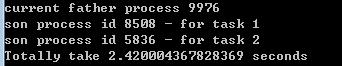 current father process 9976
son process id 8508 - for task 1
son process id 5836 - for task 2
Totally take 2.420004367828369 seconds